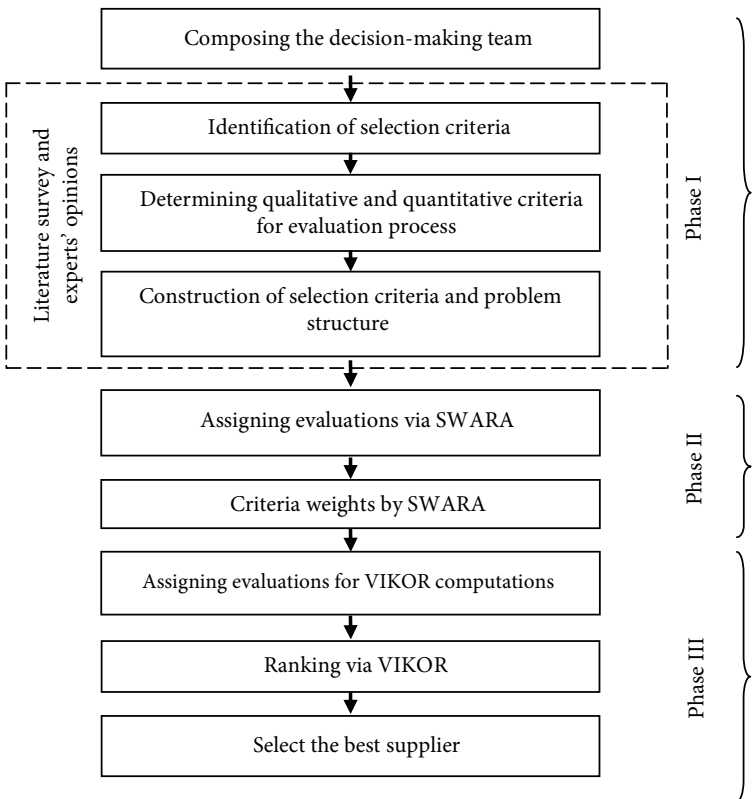 Composing the decision-making team
Identification of selection criteria
Determining qualitative and quantitative criteria
for evaluation process
Construction of selection criteria and problem
structure
Literature survey and
experts' opinions
Phase I
Assigning evaluations via SWARA
Criteria weights by SWARA
Phase II
Assigning evaluations for VIKOR computations
Ranking via VIKOR
Select the best supplier
Phase III